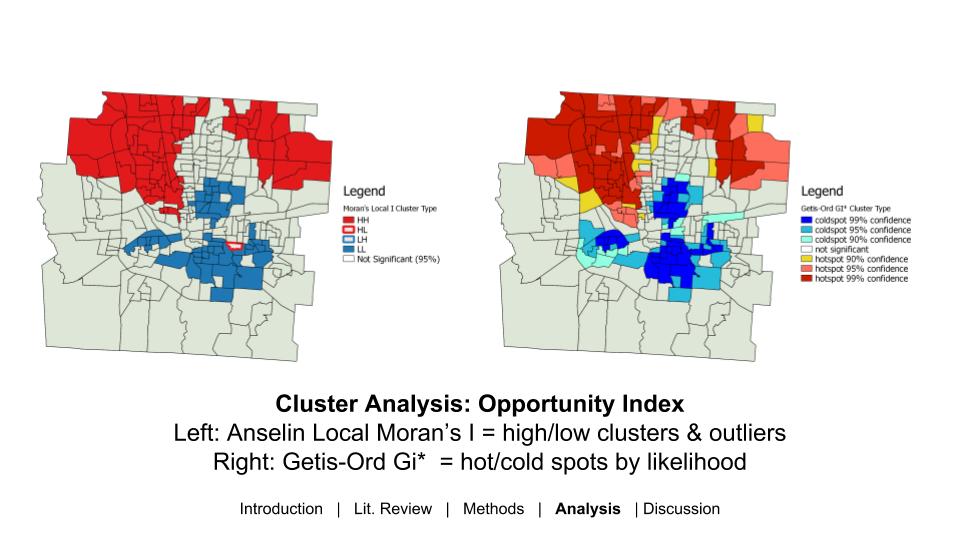 Legend
Moran's Local I Cluster Type
HH
HL
LH
LL
Not Significant (95%)
Legend
Getis-Ord GI* Cluster Type
coldspot 99% confidence
coldspot 95% confidence
coldspot 90% confidence
not significant
hotspot 90% confidence
hotspot 95% confidence
hotspot 99% confidence
Cluster Analysis: Opportunity Index
Left: Anselin Local Moran's I = high/low clusters & outliers
Right: Getis-Ord Gi* = hot/cold spots by likelihood
Introduction | Lit. Review | Methods | Analysis | Discussion